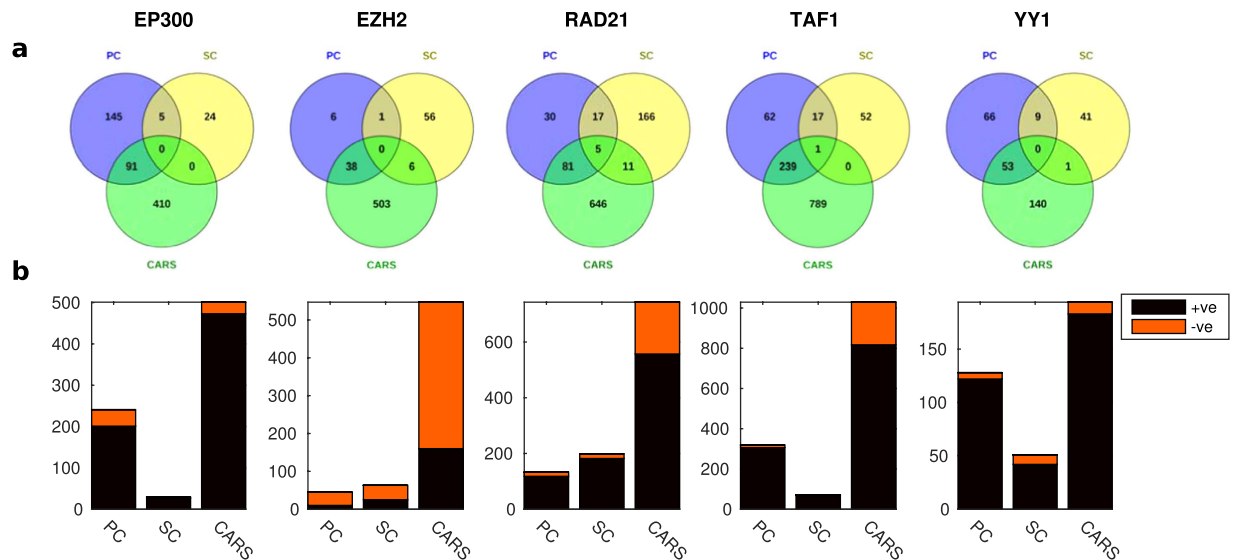 EP300 EZH2 RAD21 TAF1 YY1
a
PC SC PC SC PC SC PC SC PC SC
145 5 24 6 1 56 30 17 166 62 17 52 66 9 41
0 0 5 1 0
91 0 38 6 81 11 239 0 53 1
410 503 646 789 140
CARS CARS CARS CARS CARS
b
500
400
300
200
100
0
PC SC CARS
500
400
300
200
100
0
PC SC CARS
600
400
200
0
PC SC CARS
1000
800
600
400
200
0
PC SC CARS
150
100
50
0
PC SC CARS
+ve
-ve